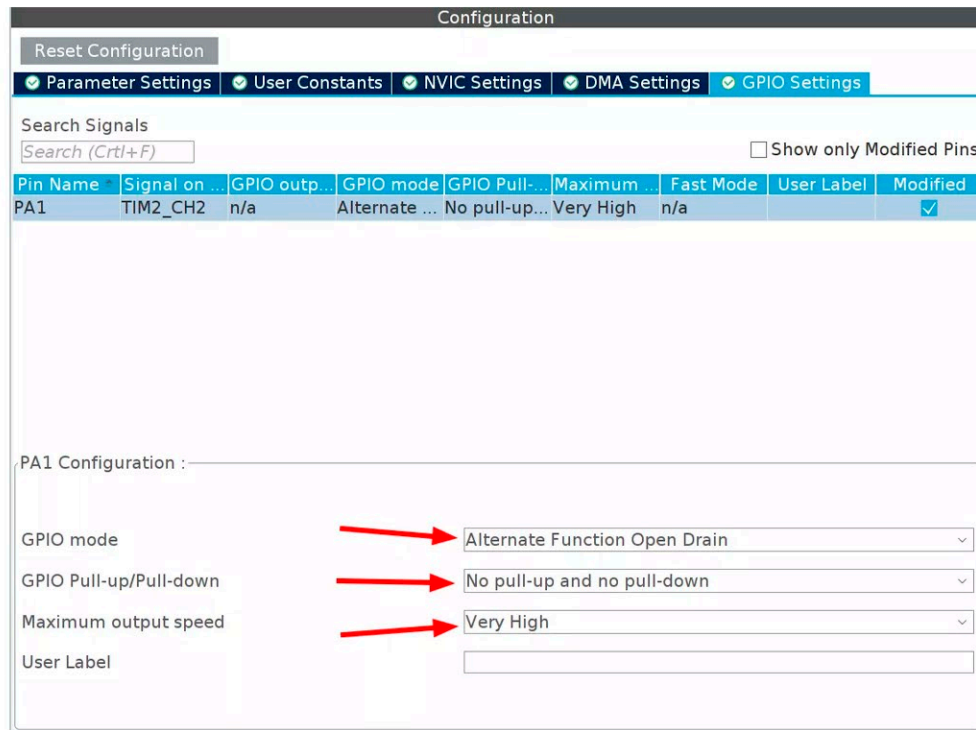 Configuration
Reset Configuration
Parameter Settings User Constants NVIC Settings DMA Settings GPIO Settings
Search Signals
Search (Crtl+F) Show only Modified Pins
Pin Name Signal on ... GPIO outp... GPIO mode GPIO Pull-... Maximum ... Fast Mode User Label Modified
PA1 TIM2_CH2 n/a Alternate ... No pull-up... Very High n/a
PA1 Configuration :
GPIO mode Alternate Function Open Drain
GPIO Pull-up/Pull-down No pull-up and no pull-down
Maximum output speed Very High
User Label